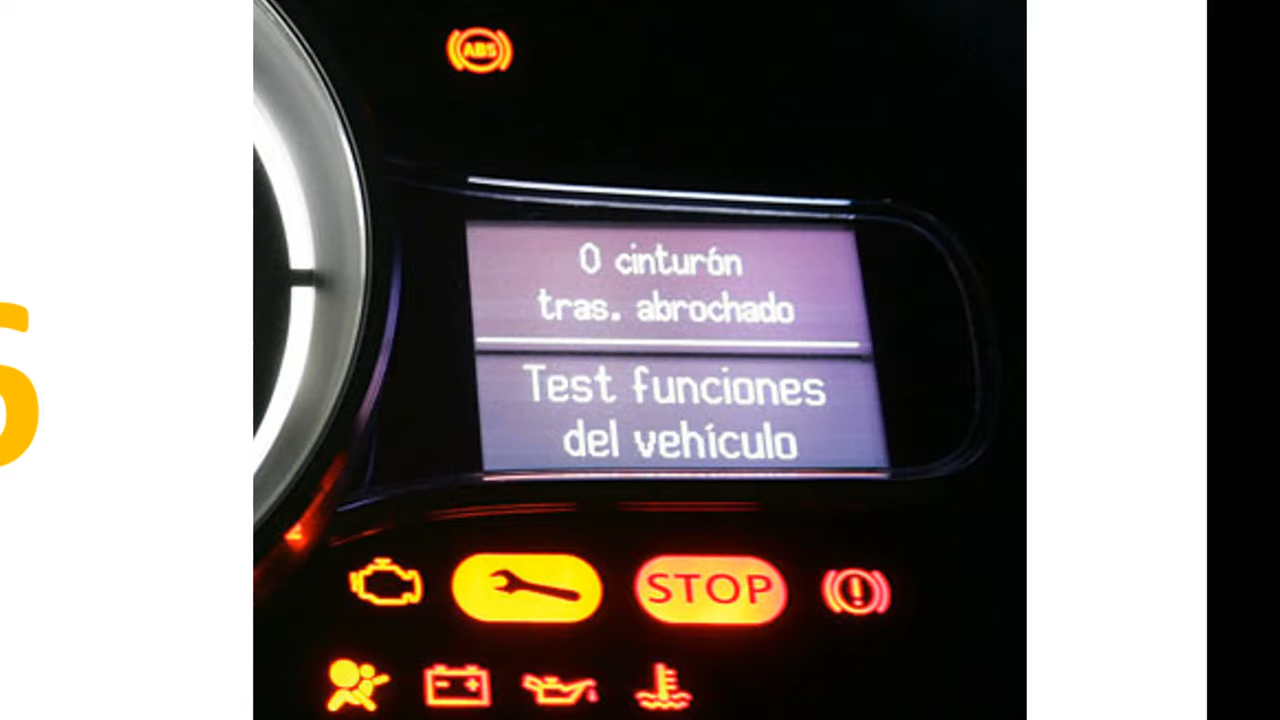 ABS
0 cinturón
tras. abrochado
Test funciones
del vehículo
STOP